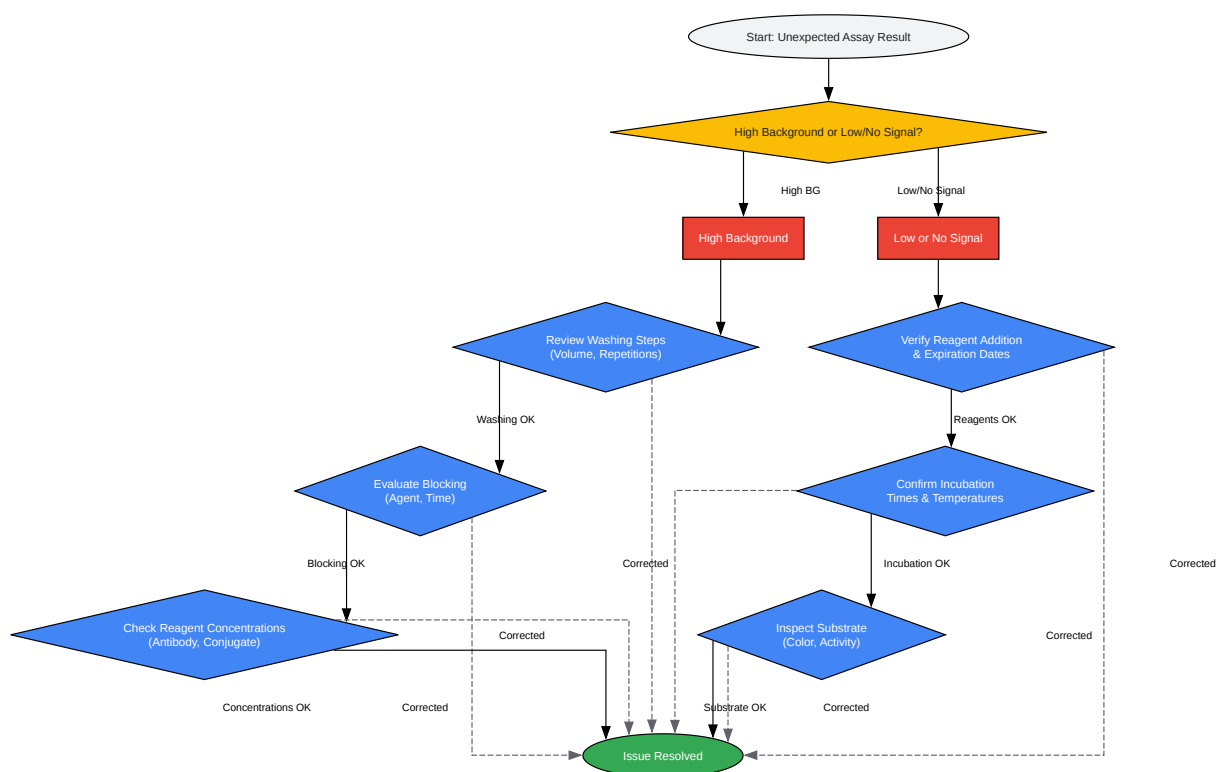 Start: Unexpected Assay Result
High Background or Low/No Signal?
High BG
Low/No Signal
High Background
Low or No Signal
Review Washing Steps
(Volume, Repetitions)
Verify Reagent Addition
& Expiration Dates
Washing OK
Reagents OK
Evaluate Blocking
(Agent, Time)
Confirm Incubation
Times & Temperatures
Blocking OK
Corrected
Incubation OK
Corrected
Check Reagent Concentrations
(Antibody, Conjugate)
Corrected
Inspect Substrate
(Color, Activity)
Corrected
Concentrations OK
Corrected
Substrate OK
Corrected
Issue Resolved